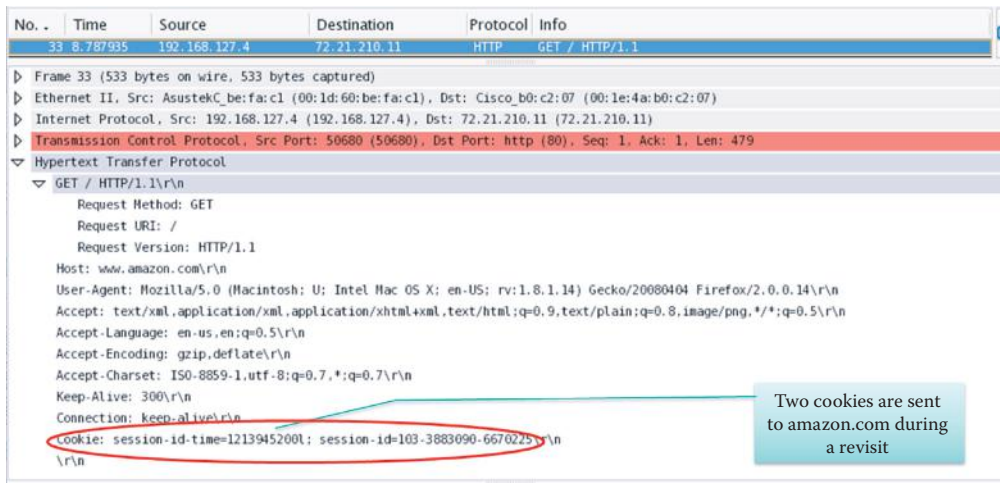 No. . Time Source Destination Protocol Info
33 8.787935 192.168.127.4 72.21.210.11 HTTP GET / HTTP/1.1
Frame 33 (533 bytes on wire, 533 bytes captured)
Ethernet II, Src: AsustekC_be:fa:c1 (00:1d:60:be:fa:c1), Dst: Cisco_b0:c2:07 (00:1e:4a:b0:c2:07)
Internet Protocol, Src: 192.168.127.4 (192.168.127.4), Dst: 72.21.210.11 (72.21.210.11)
Transmission Control Protocol, Src Port: 50680 (50680), Dst Port: http (80), Seq: 1, Ack: 1, Len: 479
Hypertext Transfer Protocol
GET / HTTP/1.1\r\n
Request Method: GET
Request URI: /
Request Version: HTTP/1.1
Host: www.amazon.com\r\n
User-Agent: Mozilla/5.0 (Macintosh; U; Intel Mac OS X; en-US; rv:1.8.1.14) Gecko/20080404 Firefox/2.0.0.14\r\n
Accept: text/xml,application/xml,application/xhtml+xml,text/html;q=0.9,text/plain;q=0.8,image/png,*/*;q=0.5\r\n
Accept-Language: en-us,en;q=0.5\r\n
Accept-Encoding: gzip,deflate\r\n
Accept-Charset: ISO-8859-1,utf-8;q=0.7,*;q=0.7\r\n
Keep-Alive: 300\r\n
Connection: keep-alive\r\n
Cookie: session-id-time=1213945200l; session-id=103-3883090-6670225\r\n
\r\n
Two cookies are sent
to amazon.com during
a revisit